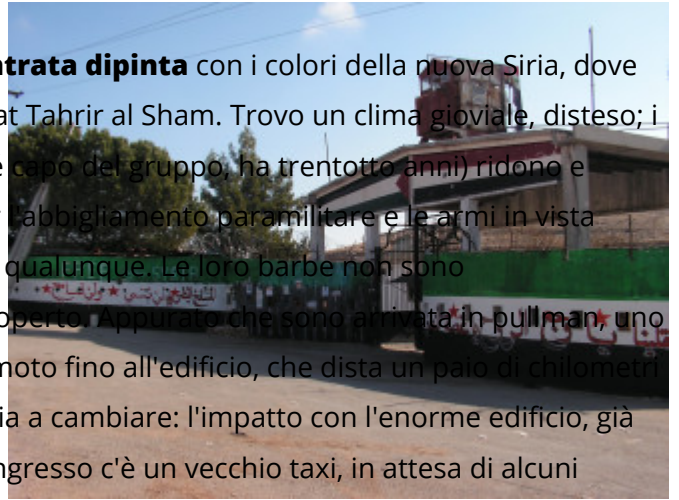 trata dipinta con i colori della nuova Siria, dove
at Tahrir al Sham. Trovo un clima gioviale, disteso; i
e capo del gruppo, ha trentotto anni) ridono e
l'abbigliamento paramilitare e le armi in vista
qualunque. Le loro barbe non sono
operto. Appurato che sono arrivata in pullman, uno
moto fino all'edificio, che dista un paio di chilometri
ia a cambiare: l'impatto con l'enorme edificio, già
ngresso c'è un vecchio taxi, in attesa di alcuni